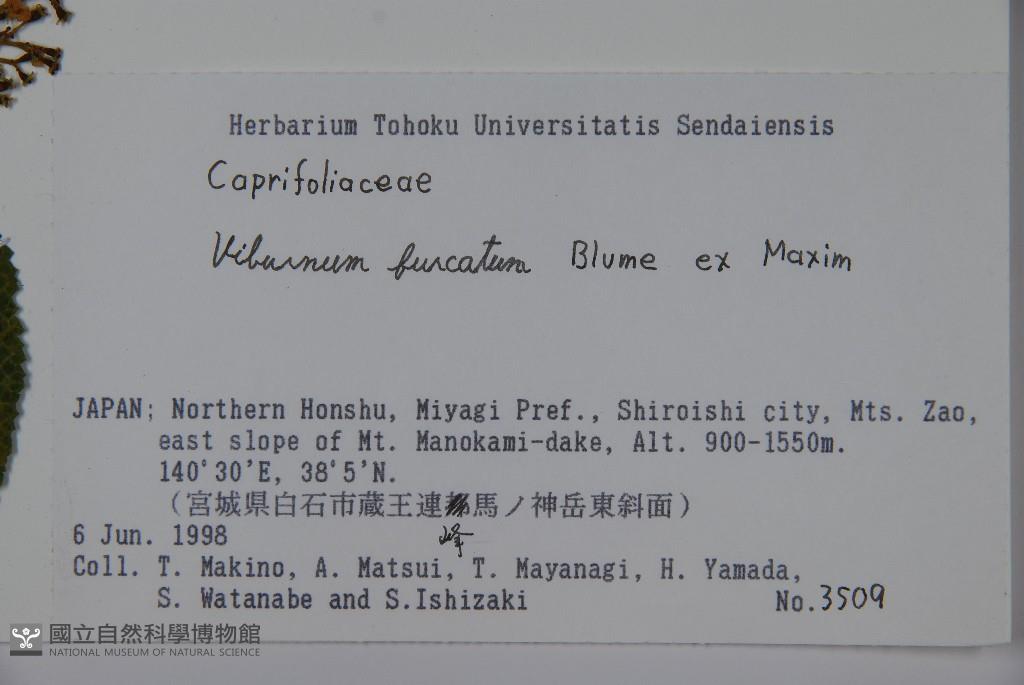 Herbarium Tohoku Universitatis Sendaiensis
Caprifoliaceae
Viburnum furcatum Blume ex Maxim
JAPAN; Northern Honshu, Miyagi Pref., Shiroishi city, Mts. Zao,
east slope of Mt. Manokami-dake, Alt. 900-1550m.
140°30'E, 38°5'N.
(宮城県白石市蔵王連馬ノ神岳東斜面)
峰
6 Jun. 1998
Coll. T. Makino, A. Matsui, T. Mayanagi, H. Yamada,
S. Watanabe and S.Ishizaki
No.3509
國立自然科學博物館
NATIONAL MUSEUM OF NATURAL SCIENCE